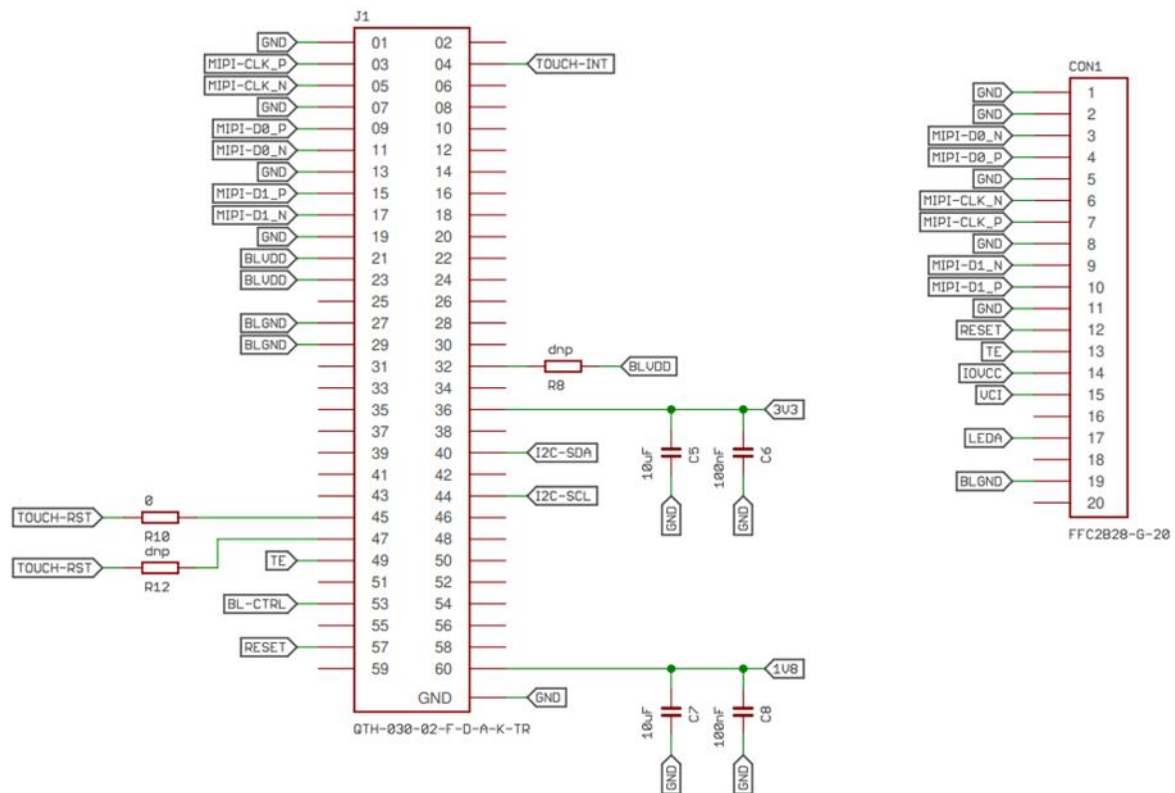 J1
GND 01 02
MIPI-CLK_P 03 04 TOUCH-INT
MIPI-CLK_N 05 06
GND 07 08
MIPI-D0_P 09 10
MIPI-D0_N 11 12
GND 13 14
MIPI-D1_P 15 16
MIPI-D1_N 17 18
GND 19 20
BLVDD 21 22
BLVDD 23 24
25 26
BLGND 27 28
BLGND 29 30
dnp
31 32 BLVDD
R8
33 34
35 36 3V3
37 38
39 40 I2C-SDA
10uF C5 100nF C6
41 42
43 44 I2C-SCL
GND GND
0
TOUCH-RST 45 46
R10
dnp
47 48
TOUCH-RST
R12
TE 49 50
51 52
BL-CTRL 53 54
55 56
RESET 57 58
59 60 1V8
GND GND
10uF C7 100nF C8
GND GND
QTH-030-02-F-D-A-K-TR
CON1
GND 1
GND 2
MIPI-D0_N 3
MIPI-D0_P 4
GND 5
MIPI-CLK_N 6
MIPI-CLK_P 7
GND 8
MIPI-D1_N 9
MIPI-D1_P 10
GND 11
RESET 12
TE 13
IOVCC 14
VCI 15
16
LEDA 17
18
BLGND 19
20
FFC2B28-G-20